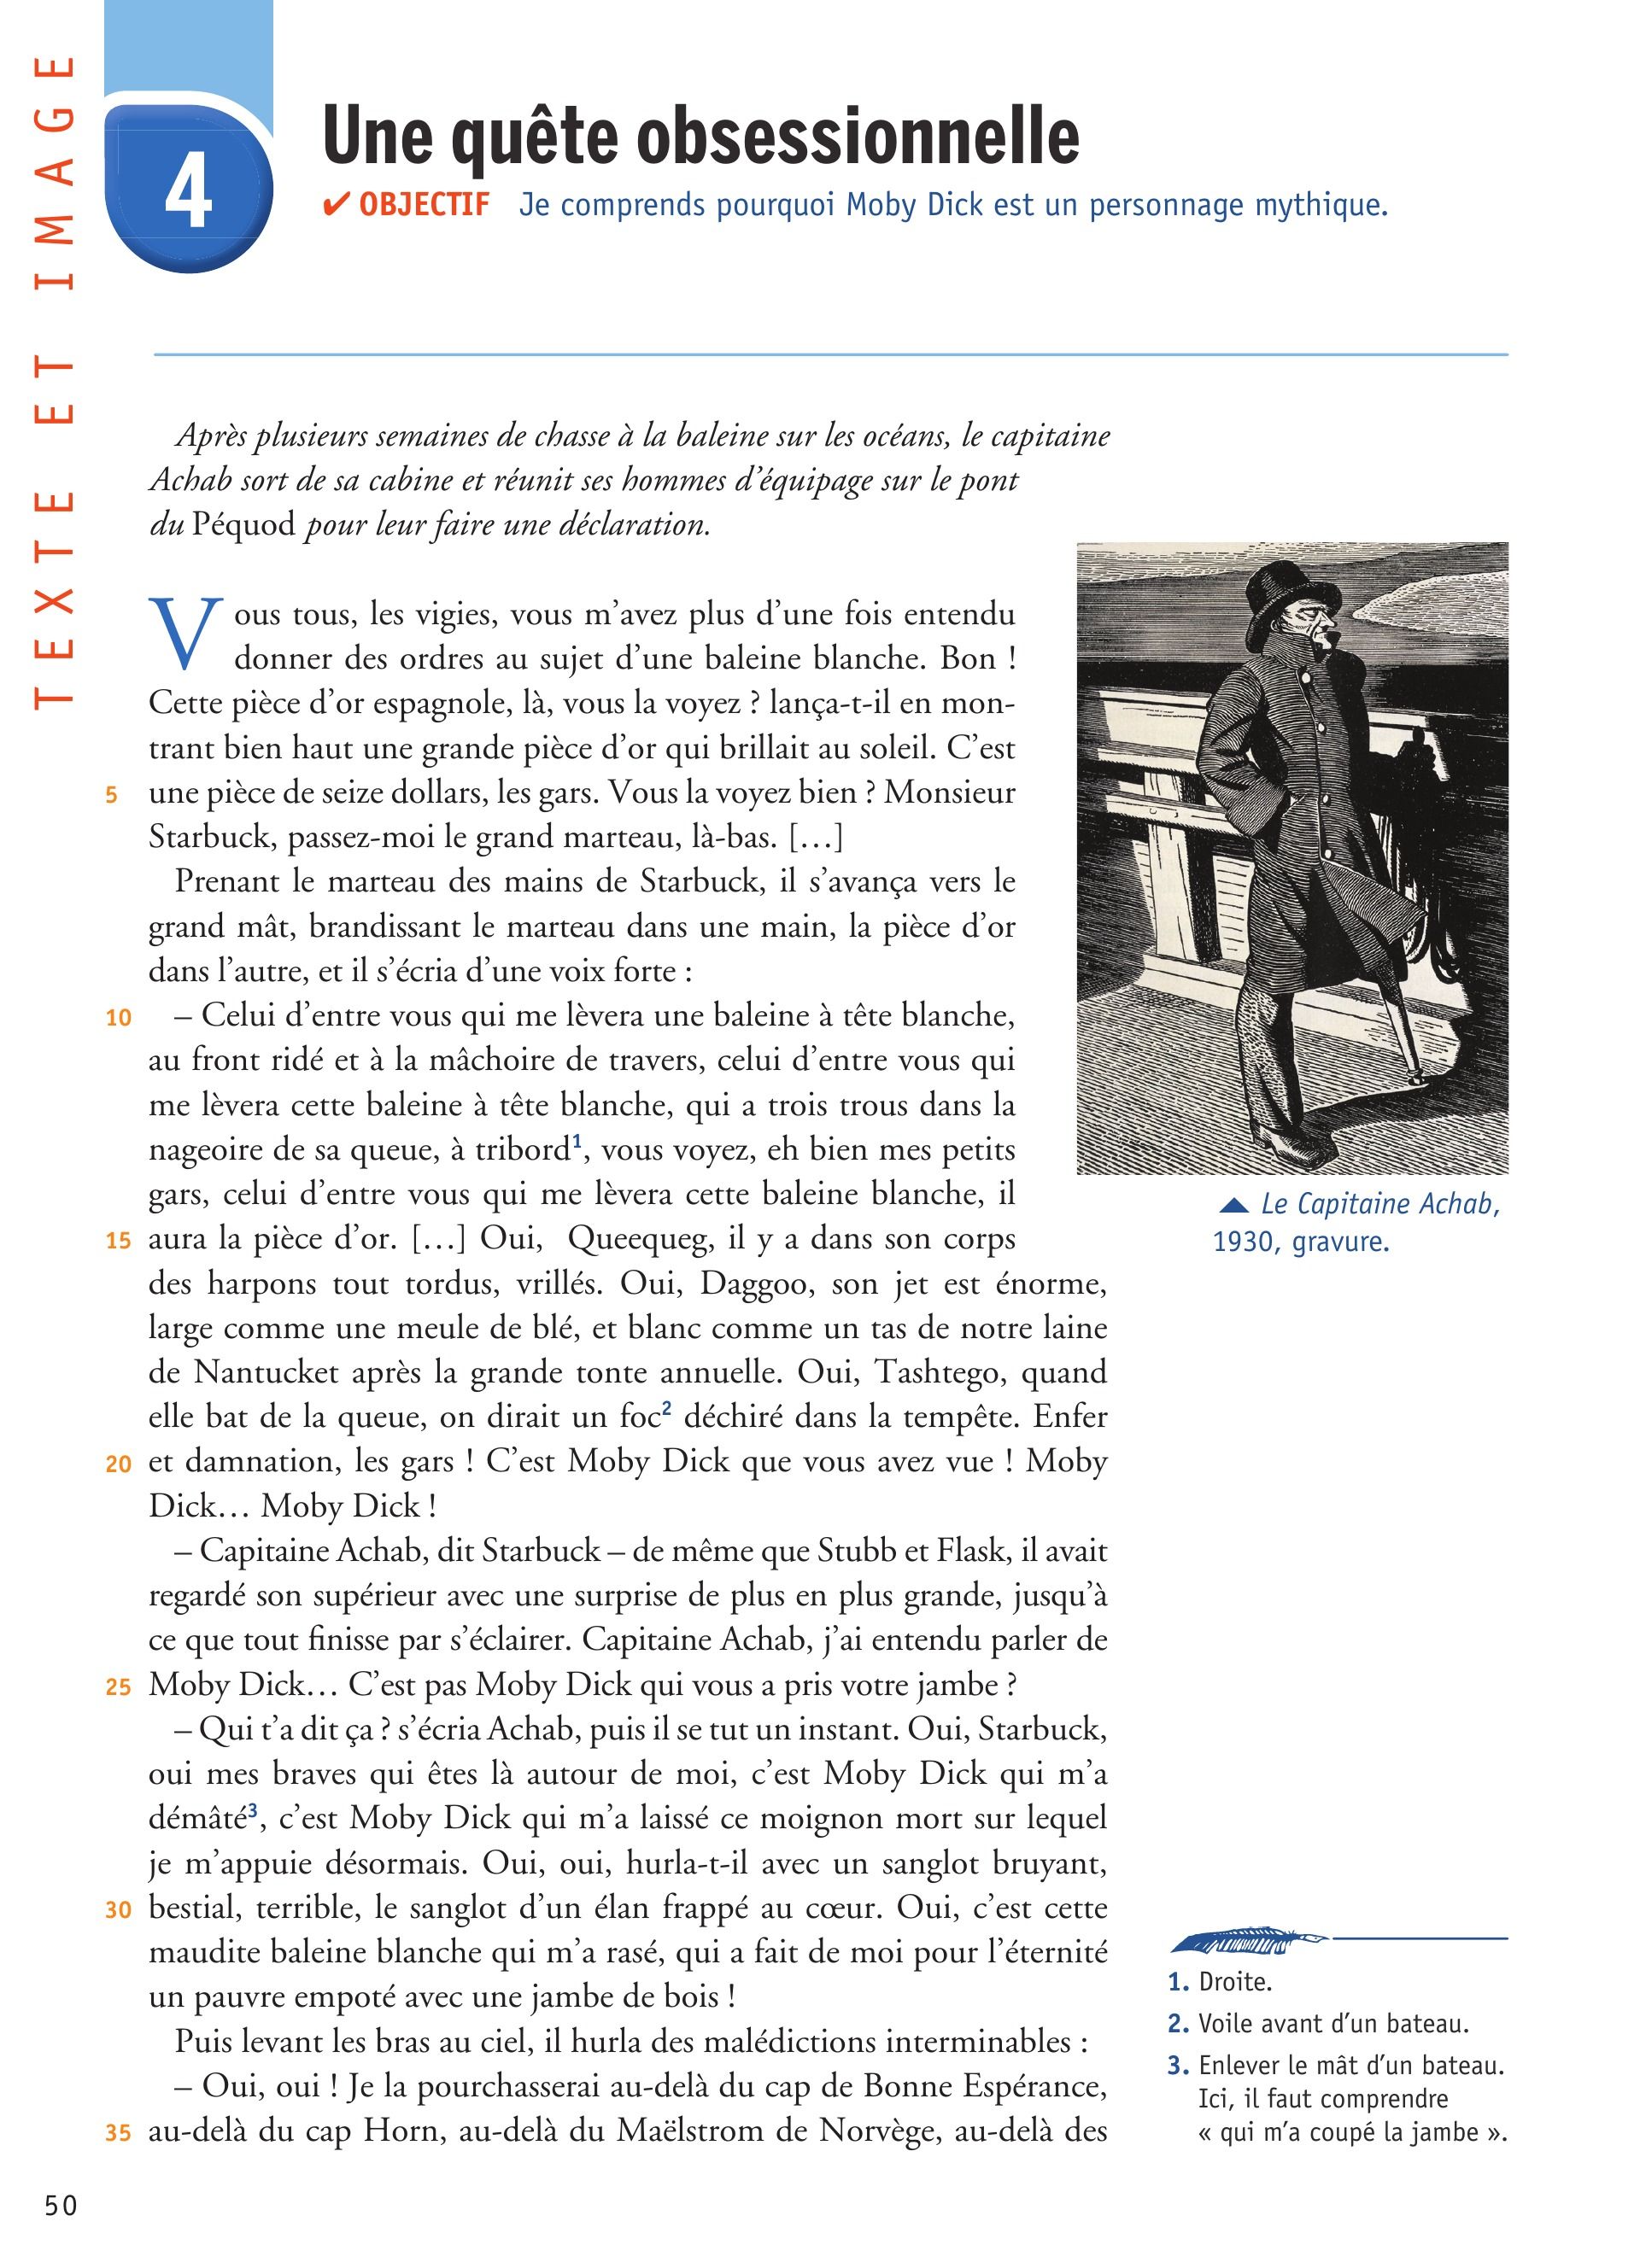 TEXTE ET IMAGE
4
Une quête obsessionnelle
✔ OBJECTIF Je comprends pourquoi Moby Dick est un personnage mythique.
Après plusieurs semaines de chasse à la baleine sur les océans, le capitaine
Achab sort de sa cabine et réunit ses hommes d’équipage sur le pont
du Péquod pour leur faire une déclaration.
Vous tous, les vigies, vous m’avez plus d’une fois entendu
donner des ordres au sujet d’une baleine blanche. Bon !
Cette pièce d’or espagnole, là, vous la voyez ? lança-t-il en mon-
trant bien haut une grande pièce d’or qui brillait au soleil. C’est
5 une pièce de seize dollars, les gars. Vous la voyez bien ? Monsieur
Starbuck, passez-moi le grand marteau, là-bas. […]
Prenant le marteau des mains de Starbuck, il s’avança vers le
grand mât, brandissant le marteau dans une main, la pièce d’or
dans l’autre, et il s’écria d’une voix forte :
10 – Celui d’entre vous qui me lèvera une baleine à tête blanche,
au front ridé et à la mâchoire de travers, celui d’entre vous qui
me lèvera cette baleine à tête blanche, qui a trois trous dans la
nageoire de sa queue, à tribord1, vous voyez, eh bien mes petits
gars, celui d’entre vous qui me lèvera cette baleine blanche, il
15 aura la pièce d’or. […] Oui, Queequeg, il y a dans son corps
des harpons tout tordus, vrillés. Oui, Daggoo, son jet est énorme,
large comme une meule de blé, et blanc comme un tas de notre laine
de Nantucket après la grande tonte annuelle. Oui, Tashtego, quand
elle bat de la queue, on dirait un foc2 déchiré dans la tempête. Enfer
20 et damnation, les gars ! C’est Moby Dick que vous avez vue ! Moby
Dick… Moby Dick !
– Capitaine Achab, dit Starbuck – de même que Stubb et Flask, il avait
regardé son supérieur avec une surprise de plus en plus grande, jusqu’à
ce que tout finisse par s’éclairer. Capitaine Achab, j’ai entendu parler de
25 Moby Dick… C’est pas Moby Dick qui vous a pris votre jambe ?
– Qui t’a dit ça ? s’écria Achab, puis il se tut un instant. Oui, Starbuck,
oui mes braves qui êtes là autour de moi, c’est Moby Dick qui m’a
démâté3, c’est Moby Dick qui m’a laissé ce moignon mort sur lequel
je m’appuie désormais. Oui, oui, hurla-t-il avec un sanglot bruyant,
30 bestial, terrible, le sanglot d’un élan frappé au cœur. Oui, c’est cette
maudite baleine blanche qui m’a rasé, qui a fait de moi pour l’éternité
un pauvre empoté avec une jambe de bois !
Puis levant les bras au ciel, il hurla des malédictions interminables :
– Oui, oui ! Je la pourchasserai au-delà du cap de Bonne Espérance,
35 au-delà du cap Horn, au-delà du Maëlstrom de Norvège, au-delà des
▲ Le Capitaine Achab,
1930, gravure.
1. Droite.
2. Voile avant d’un bateau.
3. Enlever le mât d’un bateau.
Ici, il faut comprendre
« qui m’a coupé la jambe ».
50